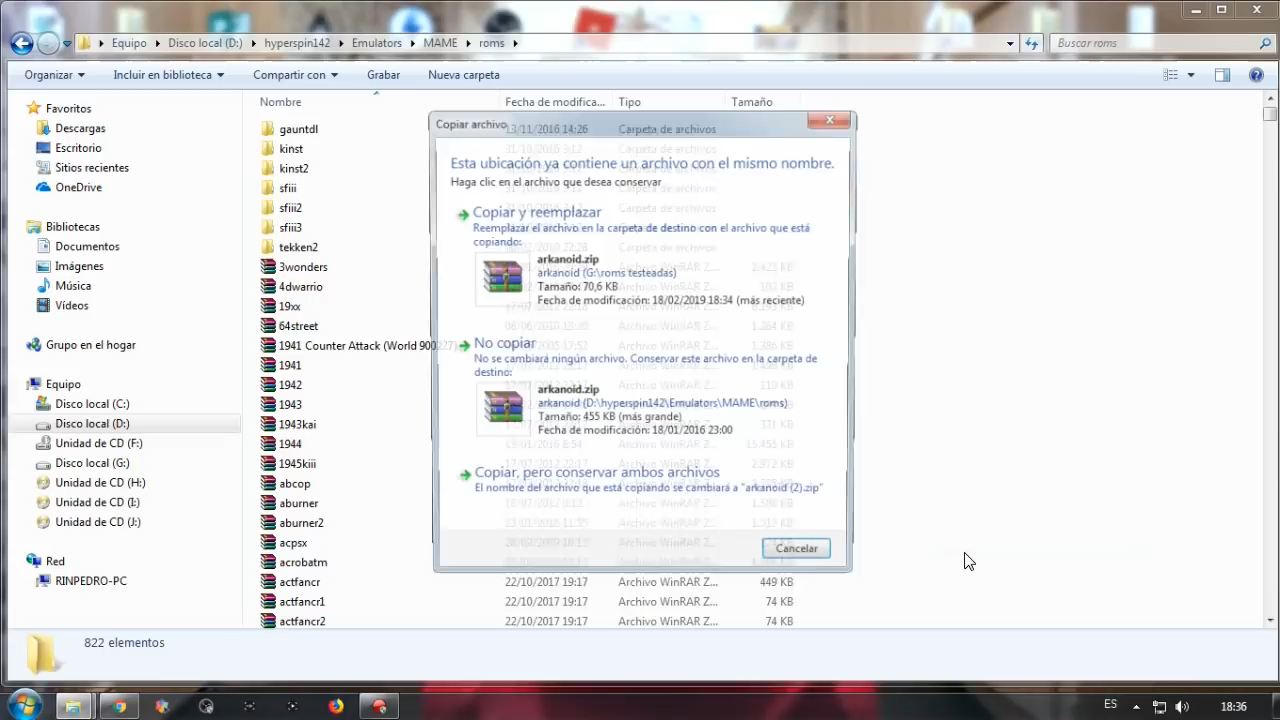 Equipo
Disco local (D:)
hyperspin142
Emulators
MAME
roms
Buscar roms
Organizar
Incluir en biblioteca
Compartir con
Grabar
Nueva carpeta
Favoritos
Descargas
Escritorio
Sitios recientes
OneDrive
Bibliotecas
Documentos
Imágenes
Música
Vídeos
Grupo en el hogar
Equipo
Disco local (C:)
Disco local (D:)
Unidad de CD (F:)
Disco local (G:)
Unidad de CD (H:)
Unidad de CD (I:)
Unidad de CD (J:)
Red
RINPEDRO-PC
Nombre
Fecha de modifica...
Tipo
Tamaño
gauntdl
13/11/2016 14:26
Carpeta de archivos
kinst
kinst2
sfiii
sfiii2
sfiii3
tekken2
3wonders
4dwarrio
19xx
64street
1941 Counter Attack (World 900227)
1941
1942
1943
1943kai
1944
1945kiii
abcop
aburner
aburner2
acpsx
acrobatm
actfancr
22/10/2017 19:17
Archivo WinRAR Z...
449 KB
actfancr1
22/10/2017 19:17
Archivo WinRAR Z...
74 KB
actfancr2
22/10/2017 19:17
Archivo WinRAR Z...
74 KB
Copiar archivo
Esta ubicación ya contiene un archivo con el mismo nombre.
Haga clic en el archivo que desea conservar
Copiar y reemplazar
Reemplazar el archivo en la carpeta de destino con el archivo que está
copiando:
arkanoid.zip
arkanoid (G:\roms testeadas)
Tamaño: 70,6 KB
Fecha de modificación: 18/02/2019 18:34 (más reciente)
No copiar
No se cambiará ningún archivo. Conservar este archivo en la carpeta de
destino:
arkanoid.zip
arkanoid (D:\hyperspin142\Emulators\MAME\roms)
Tamaño: 455 KB (más grande)
Fecha de modificación: 18/01/2016 23:00
Copiar, pero conservar ambos archivos
El nombre del archivo que está copiando se cambiará a "arkanoid (2).zip"
Cancelar
822 elementos
ES
18:36